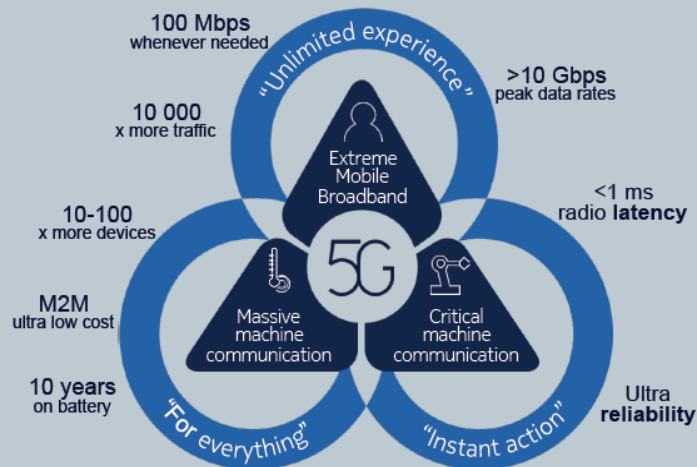 100 Mbps
whenever needed
"Unlimited experience"
>10 Gbps
peak data rates
10 000
x more traffic
Extreme
Mobile
Broadband
10-100
x more devices
<1 ms
radio latency
5G
M2M
ultra low cost
Massive
machine
communication
Critical
machine
communication
10 years
on battery
"For everything"
"Instant action"
Ultra
reliability